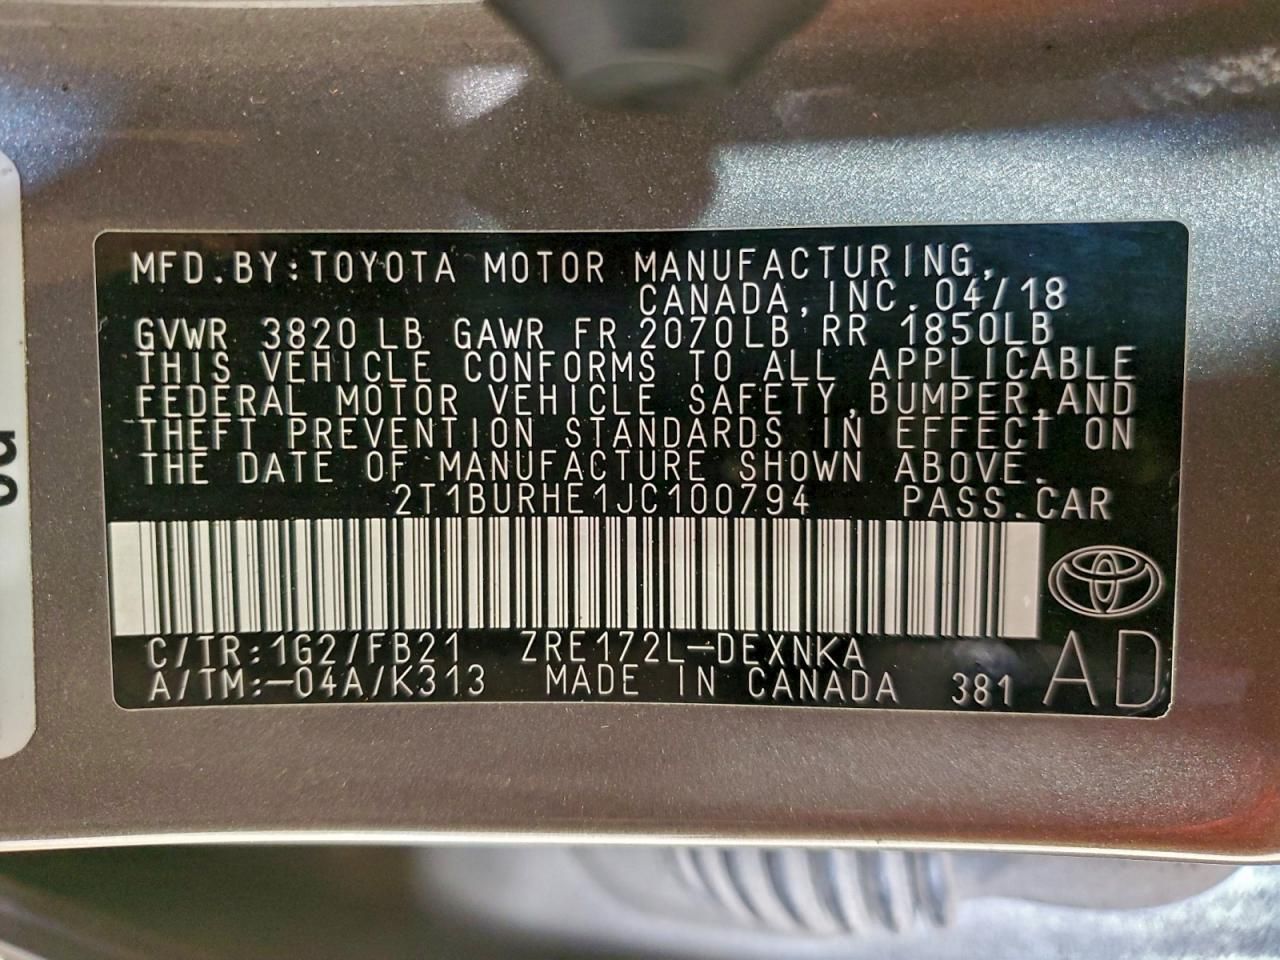 MFD.BY:TOYOTA MOTOR MANUFACTURING,
CANADA,INC.04/18
GVWR 3820 LB GAWR FR 2070LB RR 1850LB
THIS VEHICLE CONFORMS TO ALL APPLICABLE
FEDERAL MOTOR VEHICLE SAFETY,BUMPER,AND
THEFT PREVENTION STANDARDS IN EFFECT ON
THE DATE OF MANUFACTURE SHOWN ABOVE.
2T1BURHE1JC100794 PASS.CAR
C/TR:1G2/FB21 ZRE172L-DEXNKA
A/TM:-04A/K313 MADE IN CANADA 381 AD